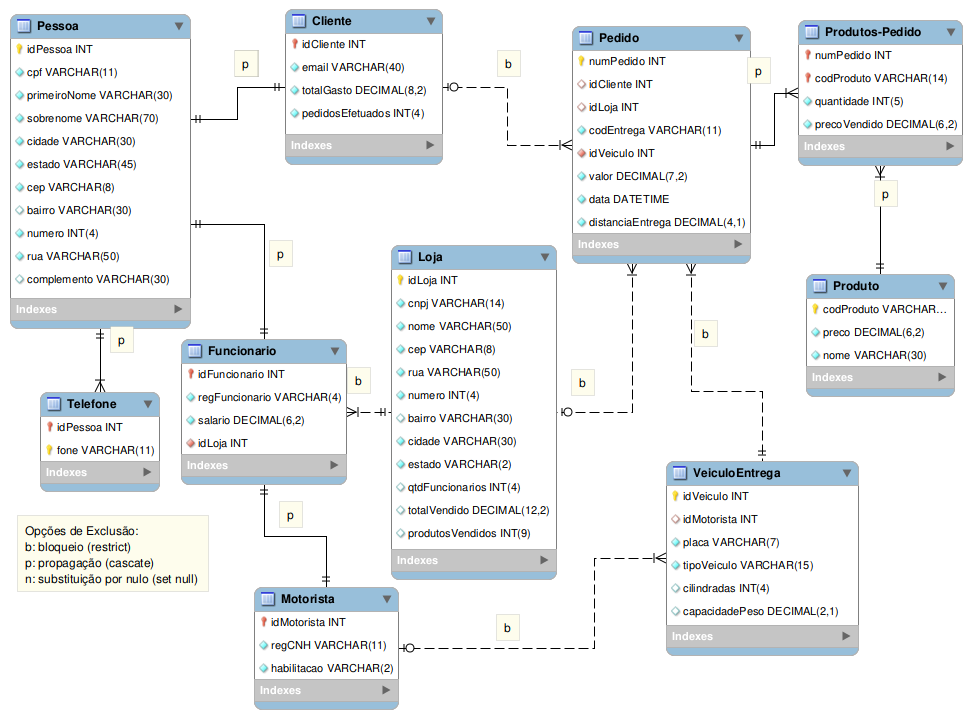 Pessoa
idPessoa INT
cpf VARCHAR(11)
primeiroNome VARCHAR(30)
sobrenome VARCHAR(70)
cidade VARCHAR(30)
estado VARCHAR(45)
cep VARCHAR(8)
bairro VARCHAR(30)
numero INT(4)
rua VARCHAR(50)
complemento VARCHAR(30)
Indexes
p
Cliente
idCliente INT
email VARCHAR(40)
totalGasto DECIMAL(8,2)
pedidosEfetuados INT(4)
Indexes
b
Pedido
numPedido INT
idCliente INT
idLoja INT
codEntrega VARCHAR(11)
idVeiculo INT
valor DECIMAL(7,2)
data DATETIME
distanciaEntrega DECIMAL(4,1)
Indexes
p
Produtos-Pedido
numPedido INT
codProduto VARCHAR(14)
quantidade INT(5)
precoVendido DECIMAL(6,2)
Indexes
p
Produto
codProduto VARCHAR...
preco DECIMAL(6,2)
nome VARCHAR(30)
Indexes
p
p
Telefone
idPessoa INT
fone VARCHAR(11)
Indexes
Funcionario
idFuncionario INT
regFuncionario VARCHAR(4)
salario DECIMAL(6,2)
idLoja INT
Indexes
b
Loja
idLoja INT
cnpj VARCHAR(14)
nome VARCHAR(50)
cep VARCHAR(8)
rua VARCHAR(50)
numero INT(4)
bairro VARCHAR(30)
cidade VARCHAR(30)
estado VARCHAR(2)
qtdFuncionarios INT(4)
totalVendido DECIMAL(12,2)
produtosVendidos INT(9)
Indexes
b
b
VeiculoEntrega
idVeiculo INT
idMotorista INT
placa VARCHAR(7)
tipoVeiculo VARCHAR(15)
cilindradas INT(4)
capacidadePeso DECIMAL(2,1)
Indexes
p
Opções de Exclusão:
b: bloqueio (restrict)
p: propagação (cascate)
n: substituição por nulo (set null)
Motorista
idMotorista INT
regCNH VARCHAR(11)
habilitacao VARCHAR(2)
Indexes
b